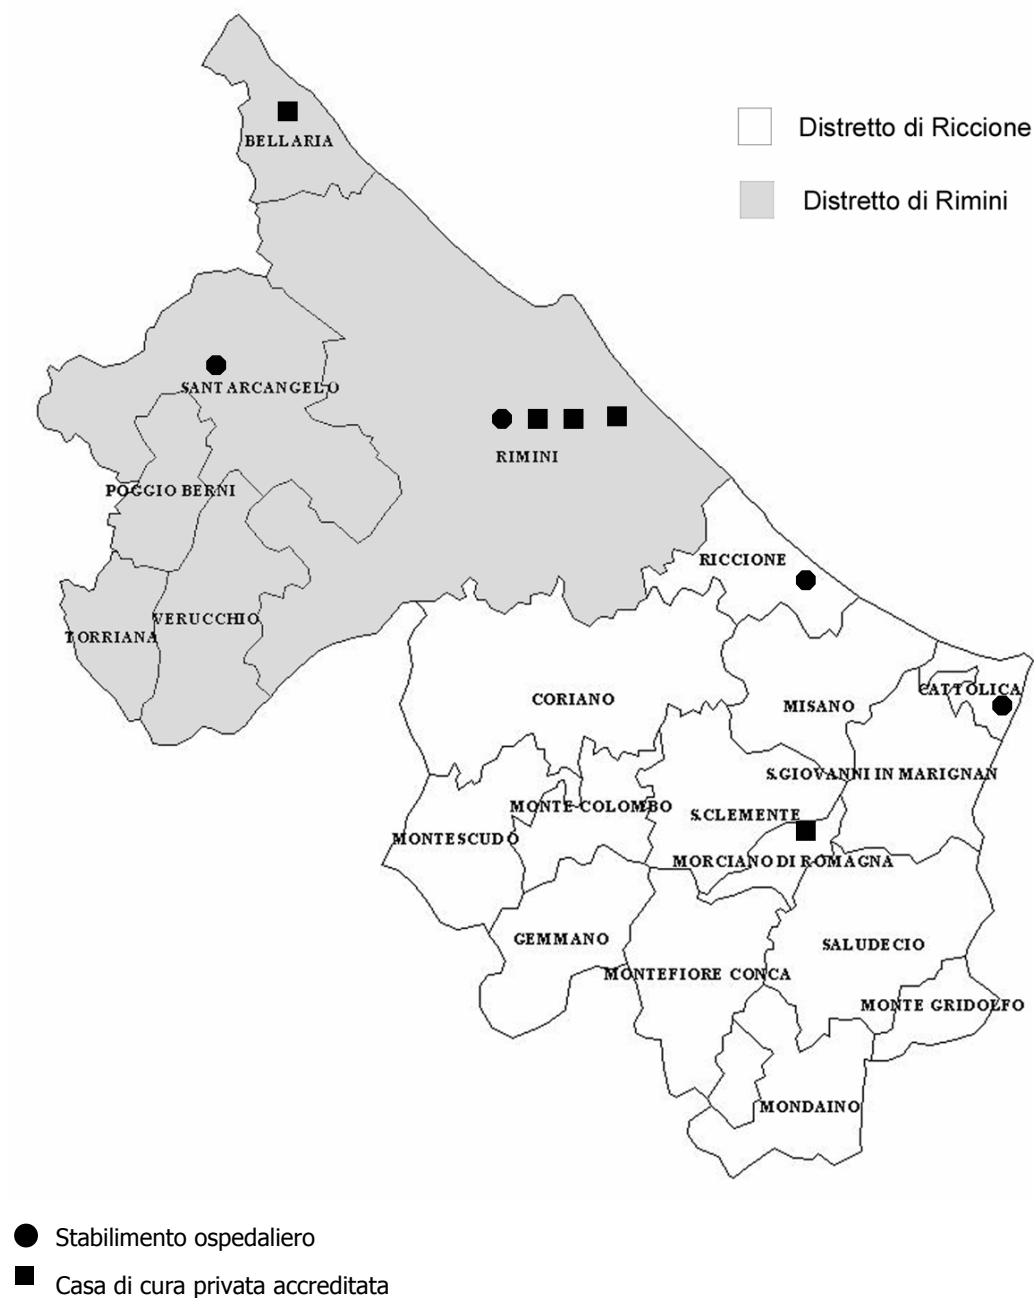 BELLARIA
Distretto di Riccione
Distretto di Rimini
SANT ARCANGELO
RIMINI
POGGIO BERNI
RICCIONE
VERUCCHIO
TORRIANA
CATTOLICA
CORIANO
MISANO
S.GIOVANNI IN MARIGNAN
MONTE COLOMBO
S.CLEMENTE
MONTESCUDO
MORCIANO DI ROMAGNA
GEMMANO
SALUDECIO
MONTEFIORE CONCA
MONTE GRIDOLFO
MONDAINO
Stabilimento ospedaliero
Casa di cura privata accreditata